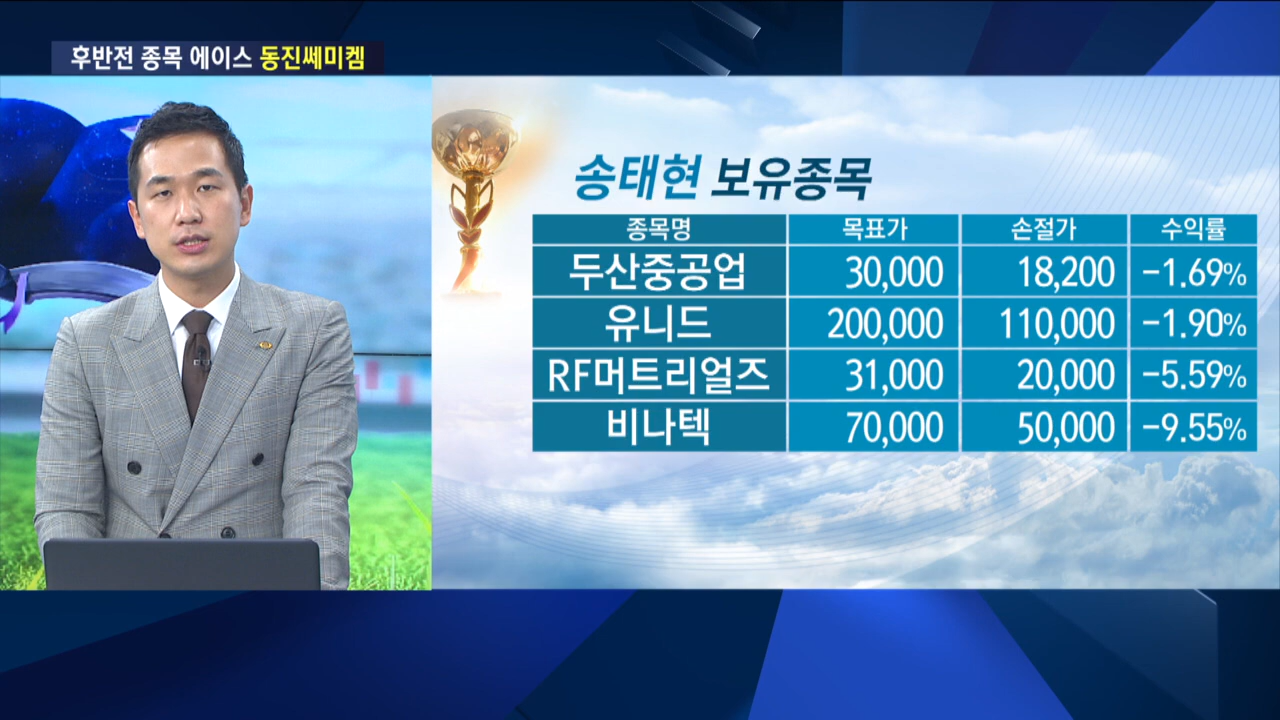 후반전 종목 에이스 동진쎄미켐
송태현 보유종목
종목명 목표가 손절가 수익률
두산중공업 30,000 18,200 -1.69%
유니드 200,000 110,000 -1.90%
RF머트리얼즈 31,000 20,000 -5.59%
비나텍 70,000 50,000 -9.55%